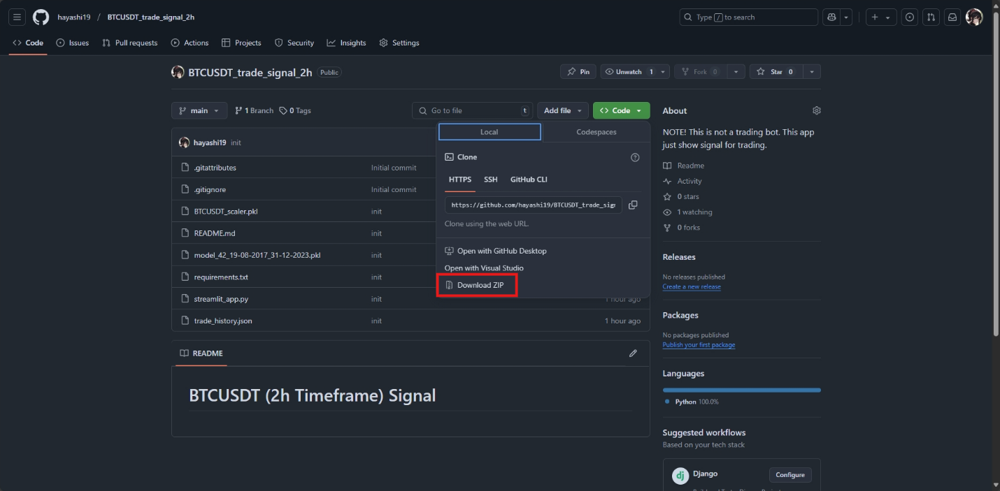 hayashi19 / BTCUSDT_trade_signal_2h
Type / to search
Code Issues Pull requests Actions Projects Security Insights Settings
BTCUSDT_trade_signal_2h Public
Pin Unwatch 1 Fork 0 Star 0
main 1 Branch 0 Tags
Go to file t Add file Code
Local Codespaces
Clone
HTTPS SSH GitHub CLI
https://github.com/hayashi19/BTCUSDT_trade_sign
Clone using the web URL.
Open with GitHub Desktop
Open with Visual Studio
Download ZIP
hayashi19 init
.gitattributes Initial commit
.gitignore Initial commit
BTCUSDT_scaler.pkl init
README.md init
model_42_19-08-2017_31-12-2023.pkl init
requirements.txt init
streamlit_app.py init 1 hour ago
trade_history.json init 1 hour ago
README
BTCUSDT (2h Timeframe) Signal
About
NOTE! This is not a trading bot. This app
just show signal for trading.
Readme
Activity
0 stars
1 watching
0 forks
Releases
No releases published
Create a new release
Packages
No packages published
Publish your first package
Languages
Python 100.0%
Suggested workflows
Based on your tech stack
dj Django Configure